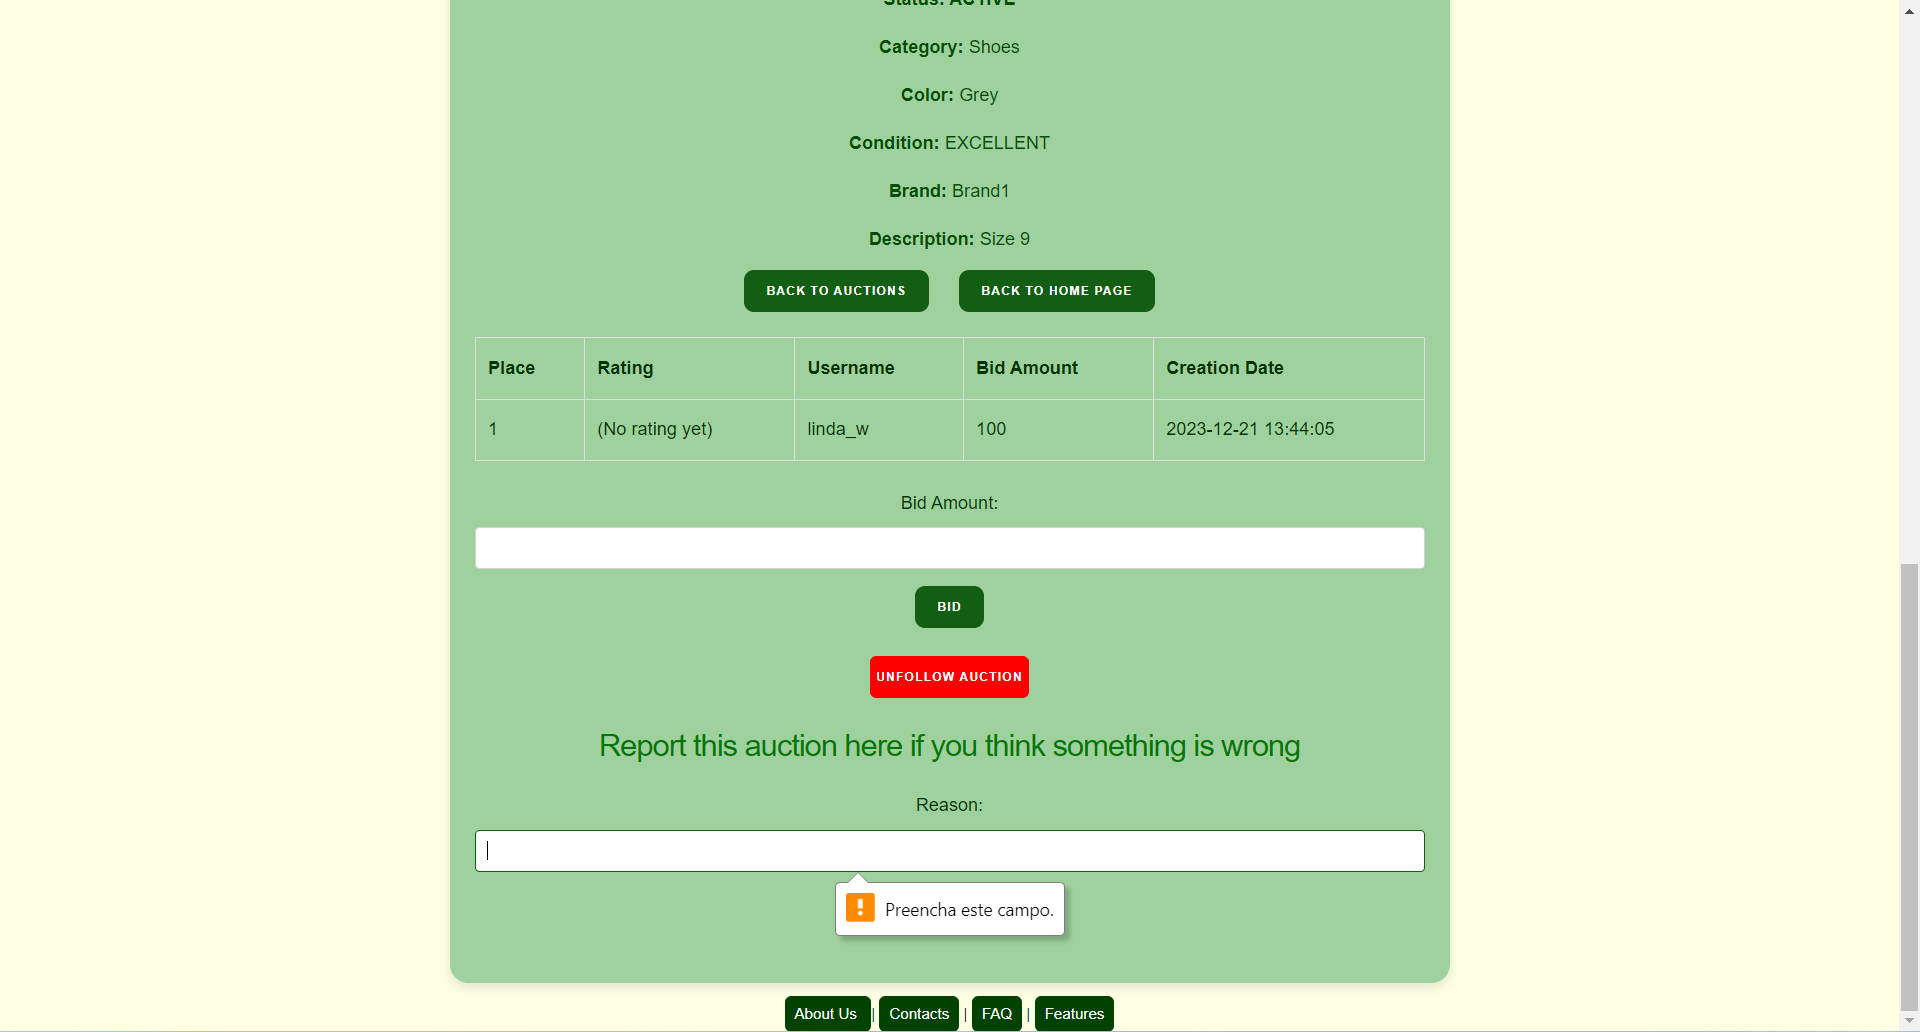 Status: ACTIVE
Category: Shoes
Color: Grey
Condition: EXCELLENT
Brand: Brand1
Description: Size 9
BACK TO AUCTIONS BACK TO HOME PAGE
Place Rating Username Bid Amount Creation Date
1 (No rating yet) linda_w 100 2023-12-21 13:44:05
Bid Amount:
BID
UNFOLLOW AUCTION
Report this auction here if you think something is wrong
Reason:
Preencha este campo.
About Us | Contacts | FAQ | Features